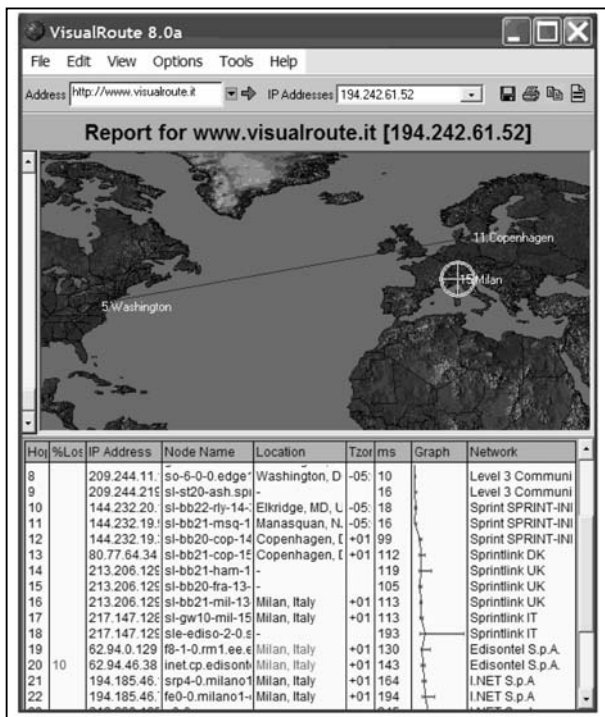 VisualRoute 8.0a
File Edit View Options Tools Help
Address http://www.visualroute.it IP Addresses 194.242.61.52
Report for www.visualroute.it [194.242.61.52]
11:Copenhagen
15:Milan
5:Washington
Hop %Los IP Address Node Name Location Tzor ms Graph Network
8 209.244.11. so-6-0-0.edge1 Washington, D -05: 10 Level 3 Communi
9 209.244.219 sl-st20-ash.spi - 16 Level 3 Communi
10 144.232.20. sl-bb22-rly-14- Elkridge, MD, U -05: 18 Sprint SPRINT-INI
11 144.232.19. sl-bb21-msq-1 Manasquan, N. -05: 16 Sprint SPRINT-INI
12 144.232.19. sl-bb20-cop-14 Copenhagen, [ +01 99 Sprint SPRINT-INI
13 80.77.64.34 sl-bb21-cop-15 Copenhagen, [ +01 112 Sprintlink DK
14 213.206.129 sl-bb21-ham-1 - 119 Sprintlink UK
15 213.206.129 sl-bb20-fra-13- - 105 Sprintlink UK
16 213.206.129 sl-bb21-mil-13 Milan, Italy +01 113 Sprintlink UK
17 217.147.128 sl-gw10-mil-15 Milan, Italy +01 113 Sprintlink IT
18 217.147.129 sle-ediso-2-0.s - 193 Sprintlink IT
19 62.94.0.129 f8-1-0.rm1.ee.e Milan, Italy +01 130 Edisontel S.p.A.
20 10 62.94.46.38 inet.cp.edisont Milan, Italy +01 143 Edisontel S.p.A.
21 194.185.46. srp4-0.milano1- Milan, Italy +01 164 I.NET S.p.A
22 194.185.46. fe0-0.milano1- Milan, Italy +01 194 I.NET S.p.A